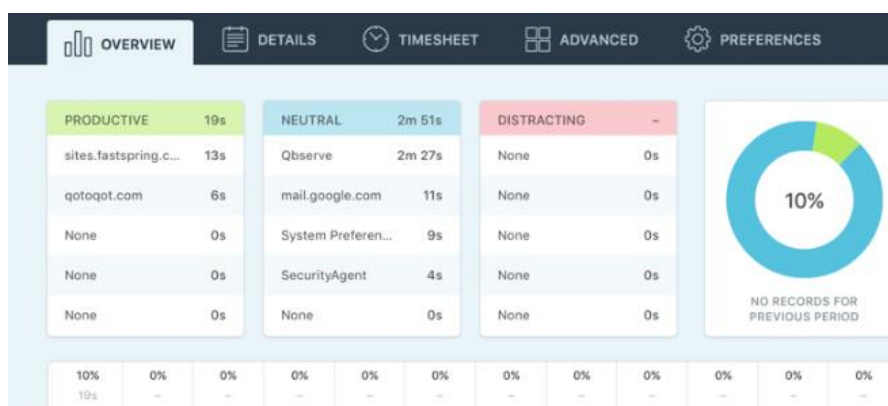 OVERVIEW DETAILS TIMESHEET ADVANCED PREFERENCES
PRODUCTIVE 19s
sites.fastspring.c... 13s
qotoqot.com 6s
None 0s
None 0s
None 0s
NEUTRAL 2m 51s
Qbserve 2m 27s
mail.google.com 11s
System Preferen... 9s
SecurityAgent 4s
None 0s
DISTRACTING –
None 0s
None 0s
None 0s
None 0s
None 0s
10%
NO RECORDS FOR
PREVIOUS PERIOD
10% 0% 0% 0% 0% 0% 0% 0% 0% 0% 0% 0%
19s – – – – – – – – – – –